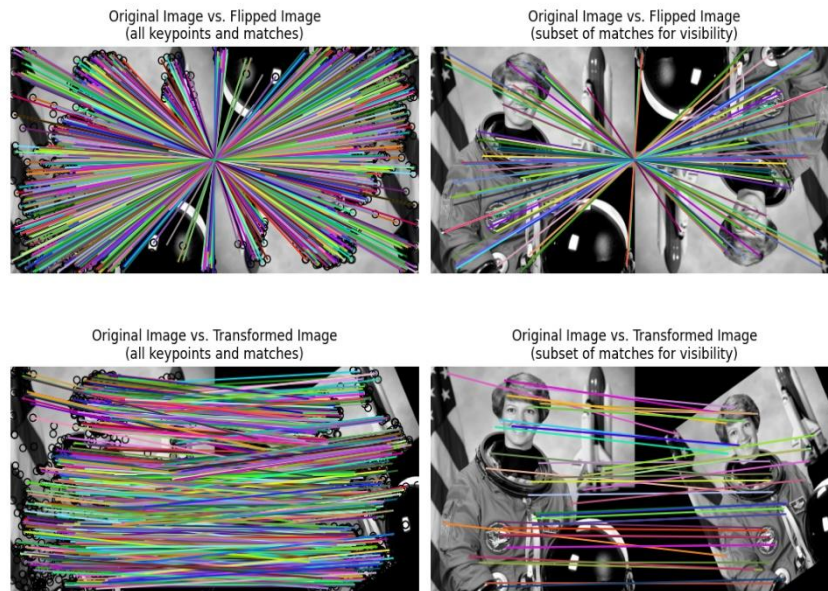 Original Image vs. Flipped Image
(all keypoints and matches)
Original Image vs. Flipped Image
(subset of matches for visibility)
Original Image vs. Transformed Image
(all keypoints and matches)
Original Image vs. Transformed Image
(subset of matches for visibility)